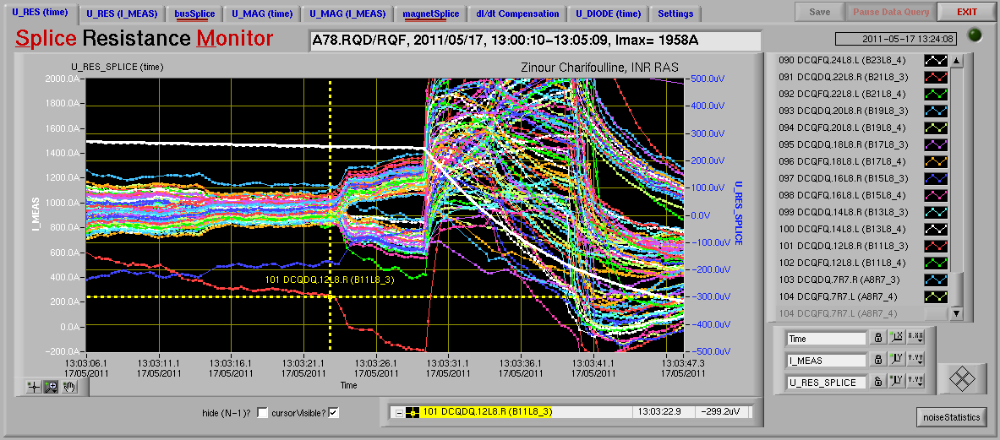 U_RES (time) U_RES (I_MEAS) busSplice U_MAG (time) U_MAG (I_MEAS) magnetSplice dI/dt Compensation U_DIODE (time) Settings Save Pause Data Query EXIT
Splice Resistance Monitor
A78.RQD/RQF, 2011/05/17, 13:00:10-13:05:09, Imax= 1958A
2011-05-17 13:24:08
U_RES_SPLICE (time)
Zinour Charifoulline, INR RAS
2000.0A
1800.0A
1600.0A
1400.0A
1200.0A
1000.0A
800.0A
600.0A
400.0A
200.0A
0.0A
-200.0A
I_MEAS
500.0uV
400.0uV
300.0uV
200.0uV
100.0uV
0.0uV
-100.0uV
-200.0uV
-300.0uV
-400.0uV
-500.0uV
U_RES_SPLICE
101 DCQDQ.12L8.R (B11L8_3)
13:03:06.1 13:03:11.1 13:03:16.1 13:03:21.1 13:03:26.1 13:03:31.1 13:03:36.1 13:03:41.1 13:03:47.3
17/05/2011 17/05/2011 17/05/2011 17/05/2011 17/05/2011 17/05/2011 17/05/2011 17/05/2011 17/05/2011
Time
090 DCQFQ.24L8.L (B23L8_4)
091 DCQDQ.22L8.R (B21L8_3)
092 DCQFQ.22L8.L (B21L8_4)
093 DCQDQ.20L8.R (B19L8_3)
094 DCQFQ.20L8.L (B19L8_4)
095 DCQDQ.18L8.R (B17L8_3)
096 DCQFQ.18L8.L (B17L8_4)
097 DCQDQ.16L8.R (B15L8_3)
098 DCQFQ.16L8.L (B15L8_4)
099 DCQDQ.14L8.R (B13L8_3)
100 DCQFQ.14L8.L (B13L8_4)
101 DCQDQ.12L8.R (B11L8_3)
102 DCQFQ.12L8.L (B11L8_4)
103 DCQDQ.7R7.R (A8R7_3)
104 DCQFQ.7R7.L (A8R7_4)
104 DCQFQ.7R7.L (A8R7_4)
Time X X.XX
I_MEAS Y Y.YY
U_RES_SPLICE Y Y.YY
hide (N-1)? cursorVisible?
101 DCQDQ.12L8.R (B11L8_3) 13:03:22.9 -299.2uV
noiseStatistics